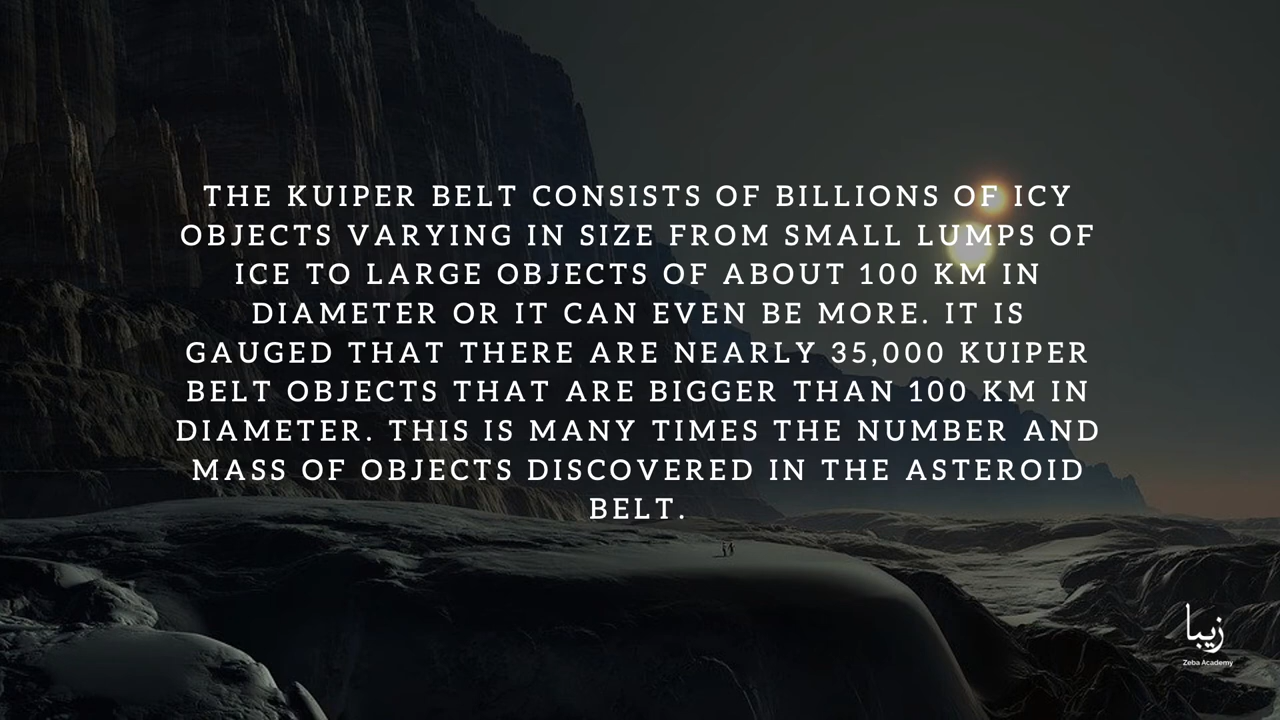 THE KUIPER BELT CONSISTS OF BILLIONS OF ICY
OBJECTS VARYING IN SIZE FROM SMALL LUMPS OF
ICE TO LARGE OBJECTS OF ABOUT 100 KM IN
DIAMETER OR IT CAN EVEN BE MORE. IT IS
GAUGED THAT THERE ARE NEARLY 35,000 KUIPER
BELT OBJECTS THAT ARE BIGGER THAN 100 KM IN
DIAMETER. THIS IS MANY TIMES THE NUMBER AND
MASS OF OBJECTS DISCOVERED IN THE ASTEROID
BELT.
زیبا
Zeba Academy